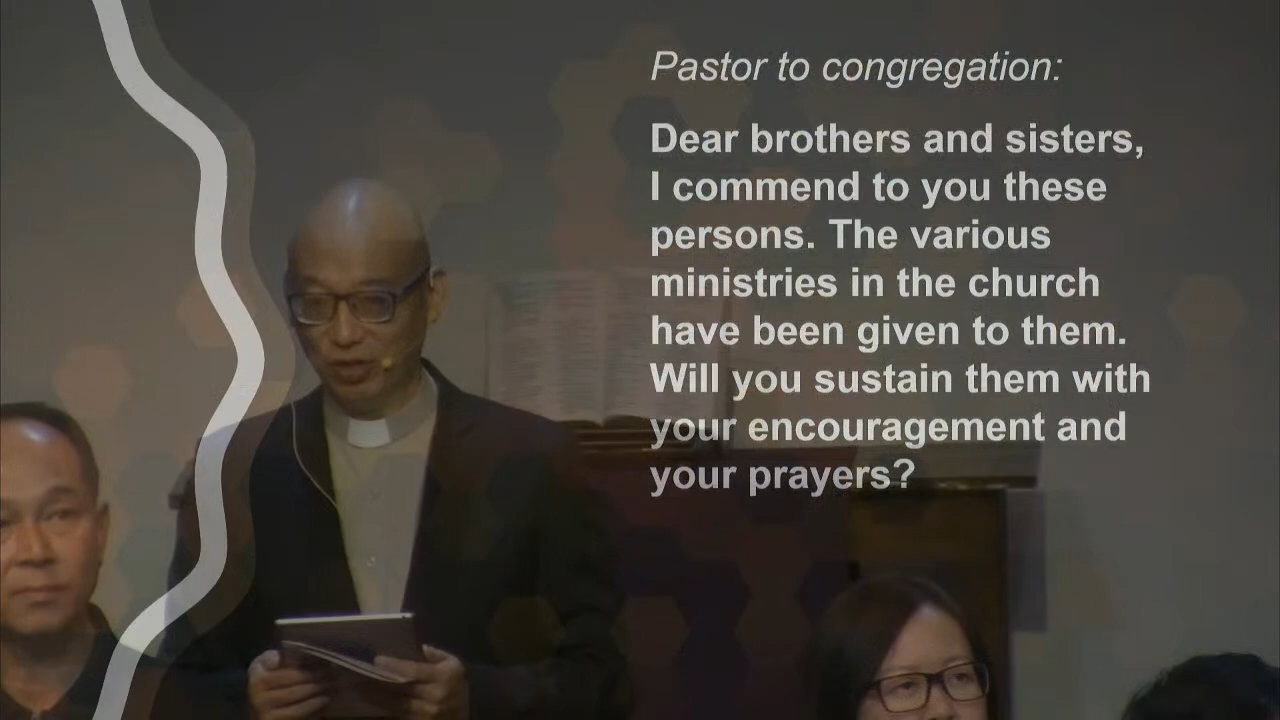 Pastor to congregation:
Dear brothers and sisters,
I commend to you these
persons. The various
ministries in the church
have been given to them.
Will you sustain them with
your encouragement and
your prayers?